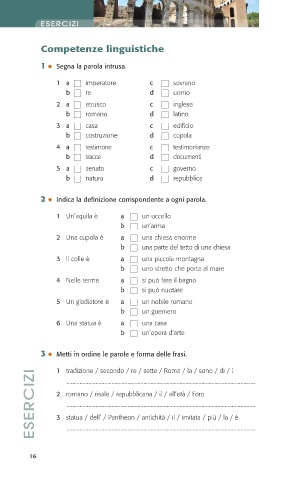 ESERCIZI
Competenze linguistiche
1 ◆ Segna la parola intrusa.
1 a □ imperatore c □ sovrano
b □ re d □ uomo
2 a □ etrusco c □ inglese
b □ romano d □ latino
3 a □ casa c □ edificio
b □ costruzione d □ cupola
4 a □ testimone c □ testimonianze
b □ tracce d □ documenti
5 a □ senato c □ governo
b □ natura d □ repubblica
2 ◆ Indica la definizione corrispondente a ogni parola.
1 Un'aquila è a □ un uccello
b □ un'arma
2 Una cupola è a □ una chiesa enorme
b □ una parte del tetto di una chiesa
3 Il colle è a □ una piccola montagna
b □ uno stretto che porta al mare
4 Nelle terme a □ si può fare il bagno
b □ si può nuotare
5 Un gladiatore è a □ un nobile romano
b □ un guerriero
6 Una statua è a □ una casa
b □ un'opera d'arte
3 ◆ Metti in ordine le parole e forma delle frasi.
1 tradizione / secondo / re / sette / Roma / la / sono / di / i
2 romano / risale / repubblicana / il / all'età / Foro
3 statua / dell' / Pantheon / antichità / il / imitata / più / la / è
ESERCIZI
16